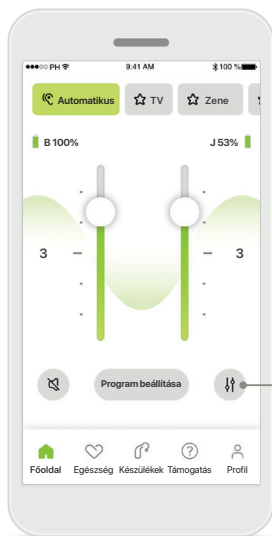 PH 9:41 AM 100 %
Automatikus TV Zene
B 100% J 53%
3 3
Program beállítása
Főoldal Egészség Készülékek Támogatás Profil